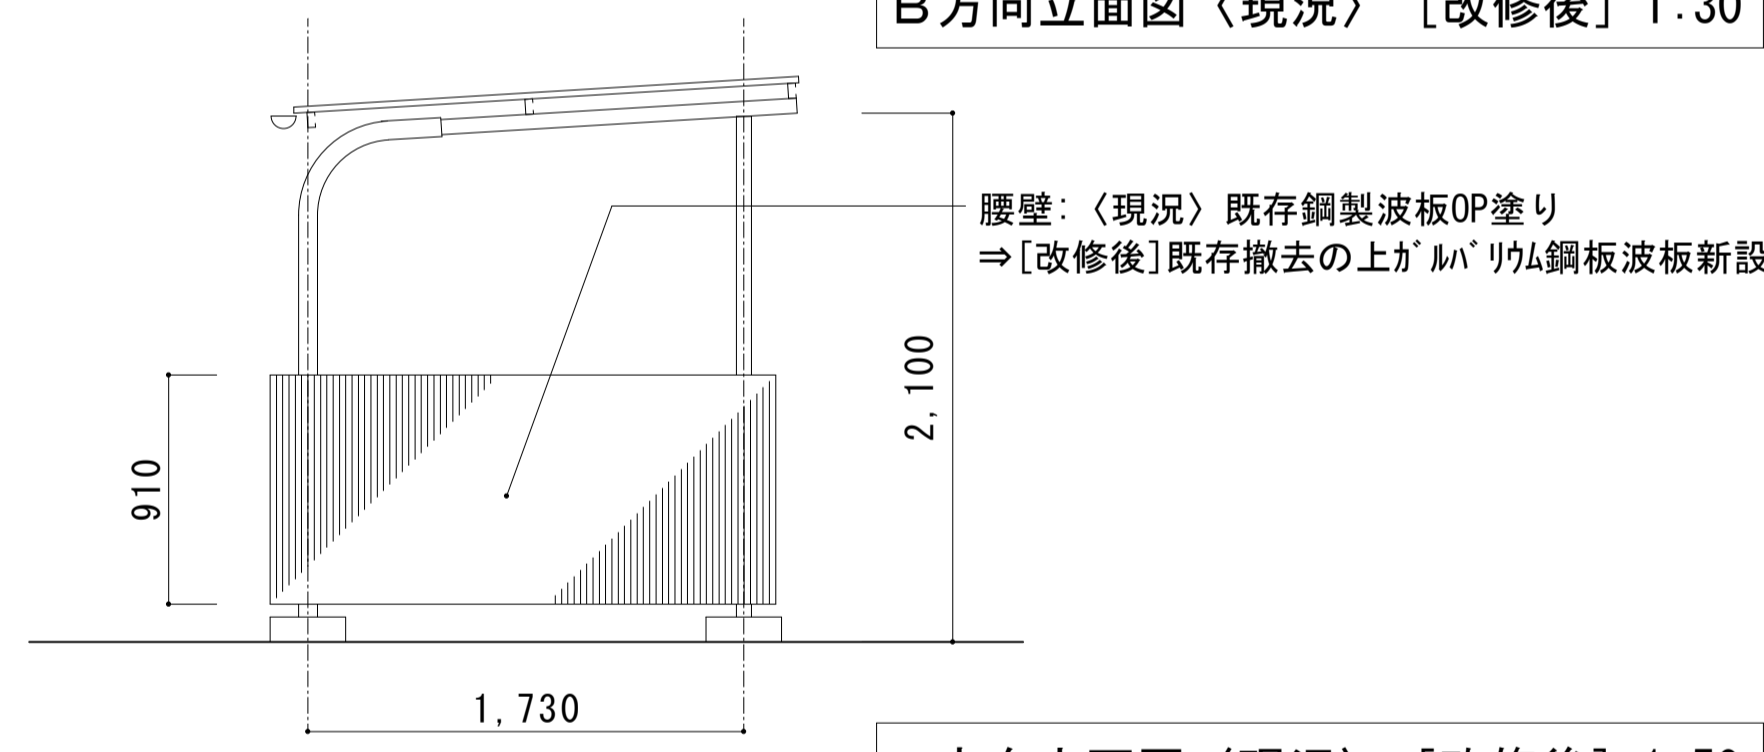 B方向立面図〈現況〉 [改修後] 1:30
腰壁:〈現況〉既存鋼製波板OP塗り
⇒[改修後]既存撤去の上ｶﾞﾙﾊﾞﾘｳﾑ鋼板波板新設
2,100
910
1,730